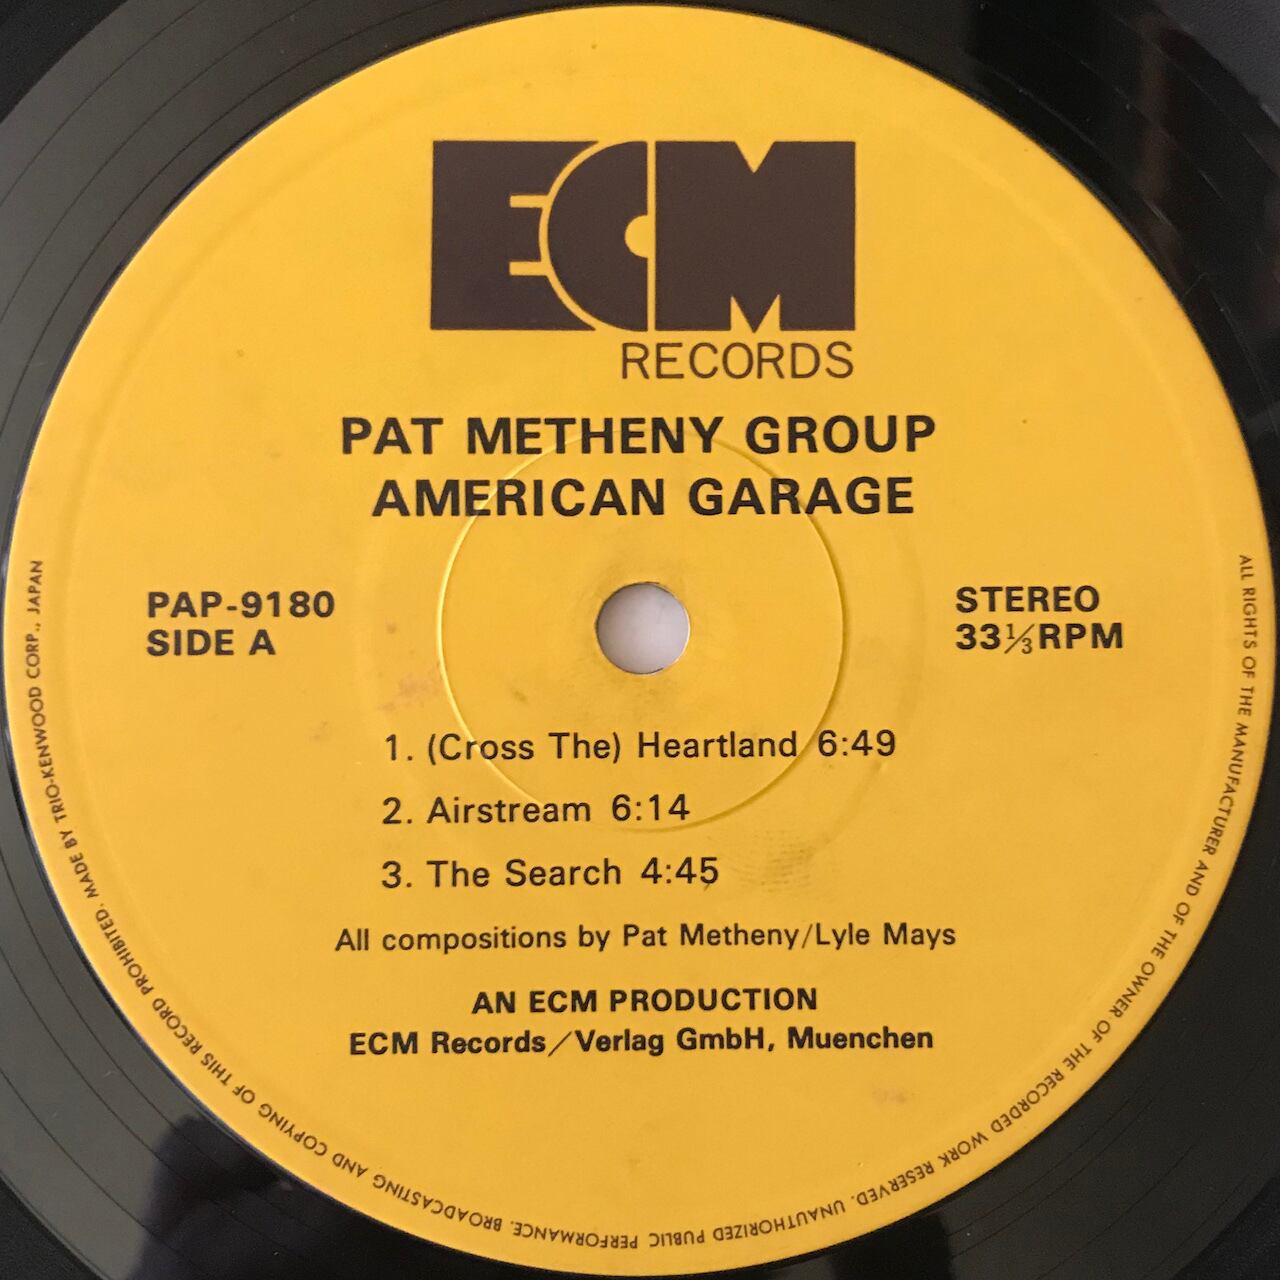 ECM
RECORDS
PAT METHENY GROUP
AMERICAN GARAGE
PAP-9180
SIDE A
STEREO
33⅓RPM
1. (Cross The) Heartland 6:49
2. Airstream 6:14
3. The Search 4:45
All compositions by Pat Metheny/Lyle Mays
AN ECM PRODUCTION
ECM Records/Verlag GmbH, Muenchen
ALL RIGHTS OF THE MANUFACTURER AND OF THE OWNER OF THE RECORDED WORK RESERVED. UNAUTHORIZED PUBLIC PERFORMANCE, BROADCASTING AND COPYING OF THIS RECORD PROHIBITED. MADE BY TRIO-KENWOOD CORP., JAPAN